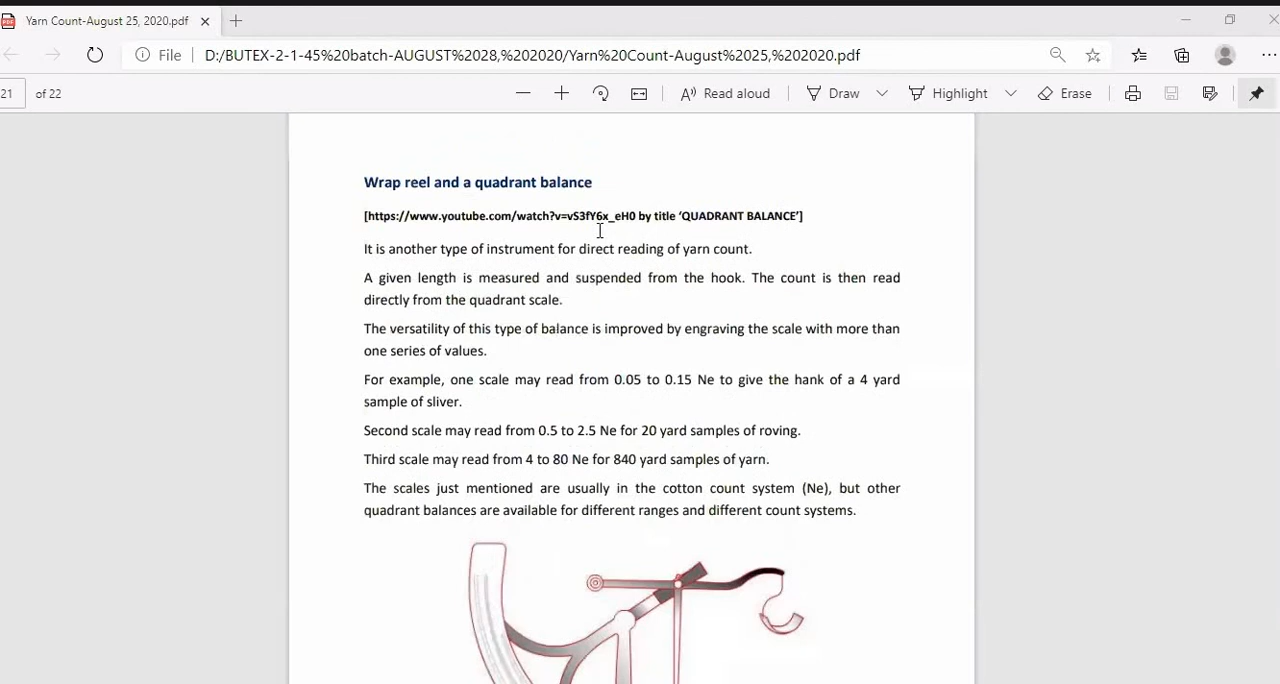 Yarn Count-August 25, 2020.pdf
File
D:/BUTEX-2-1-45%20batch-AUGUST%2028,%202020/Yarn%20Count-August%2025,%202020.pdf
21 of 22
Read aloud
Draw
Highlight
Erase
Wrap reel and a quadrant balance
[https://www.youtube.com/watch?v=vS3fY6x_eH0 by title ‘QUADRANT BALANCE’]
It is another type of instrument for direct reading of yarn count.
A given length is measured and suspended from the hook. The count is then read
directly from the quadrant scale.
The versatility of this type of balance is improved by engraving the scale with more than
one series of values.
For example, one scale may read from 0.05 to 0.15 Ne to give the hank of a 4 yard
sample of sliver.
Second scale may read from 0.5 to 2.5 Ne for 20 yard samples of roving.
Third scale may read from 4 to 80 Ne for 840 yard samples of yarn.
The scales just mentioned are usually in the cotton count system (Ne), but other
quadrant balances are available for different ranges and different count systems.